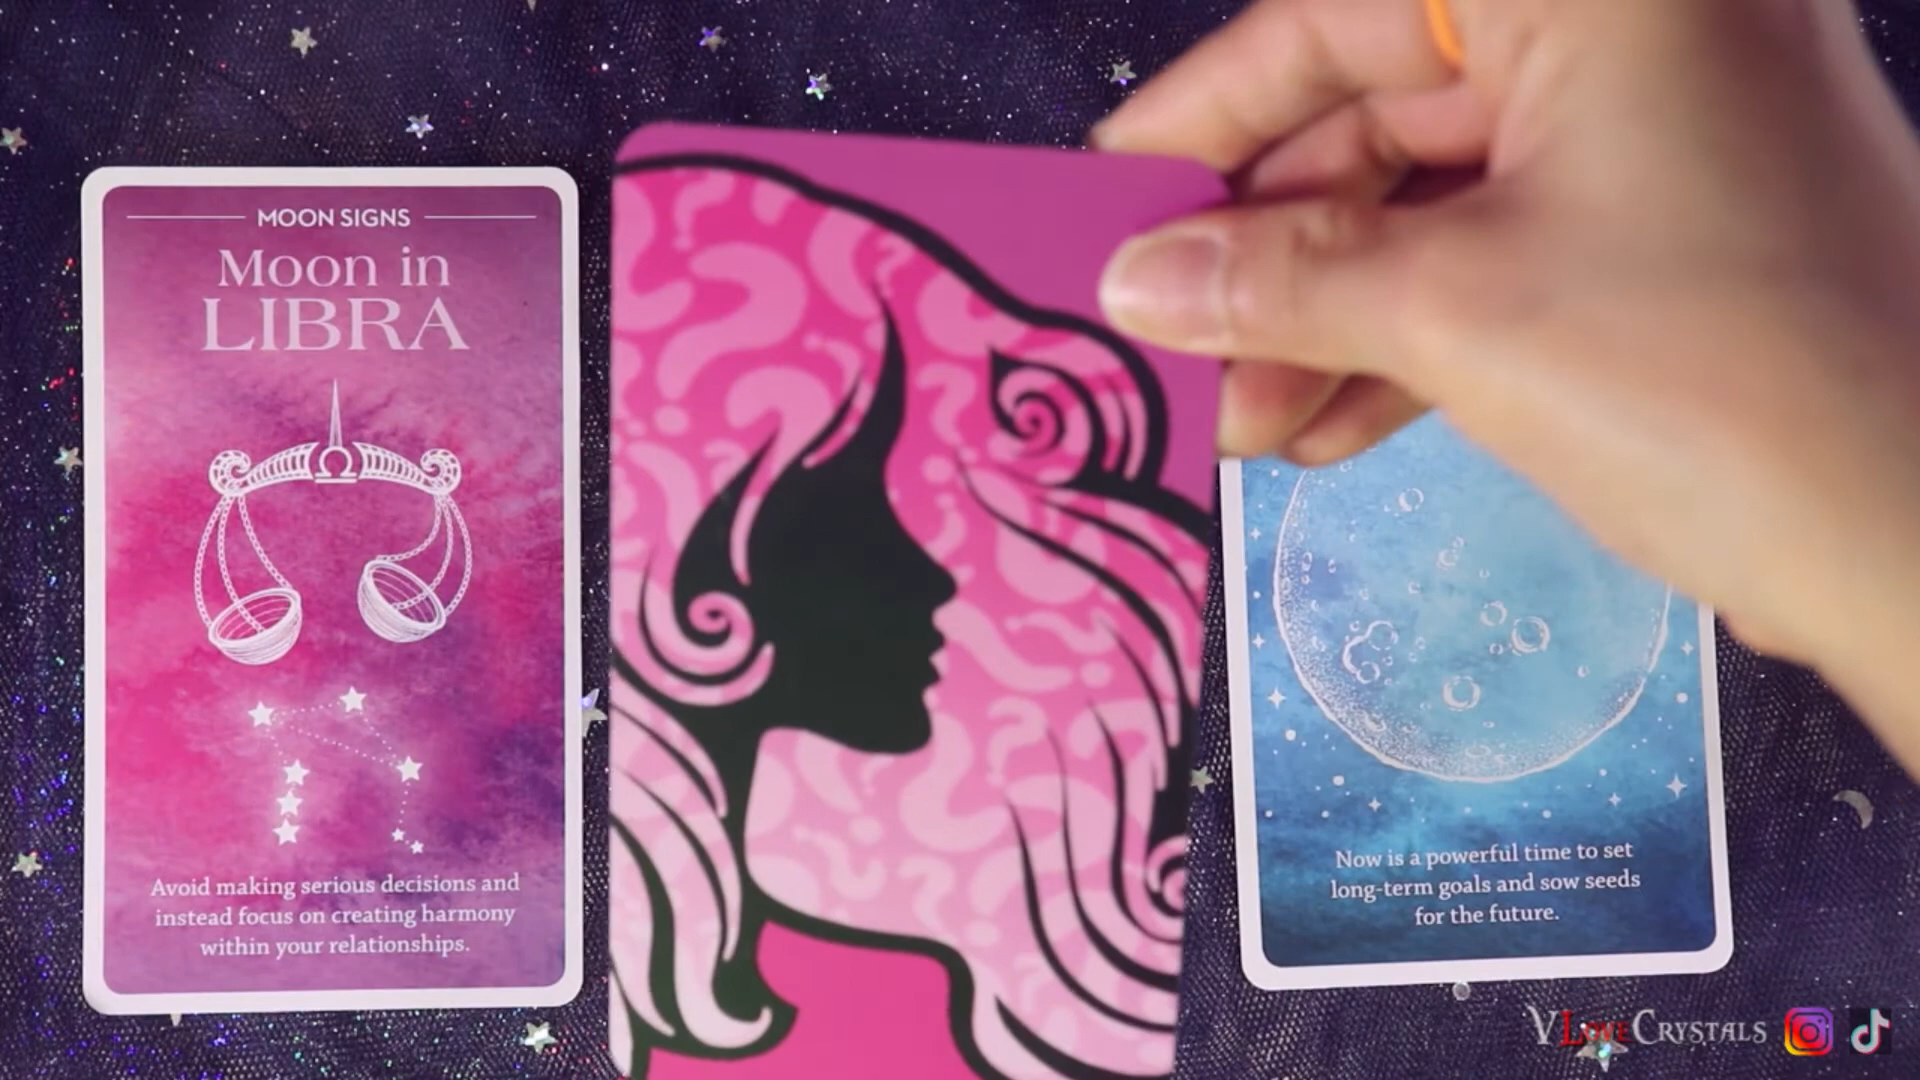 MOON SIGNS
Moon in
LIBRA
Avoid making serious decisions and
instead focus on creating harmony
within your relationships.
Now is a powerful time to set
long-term goals and sow seeds
for the future.
VLoveCrystals